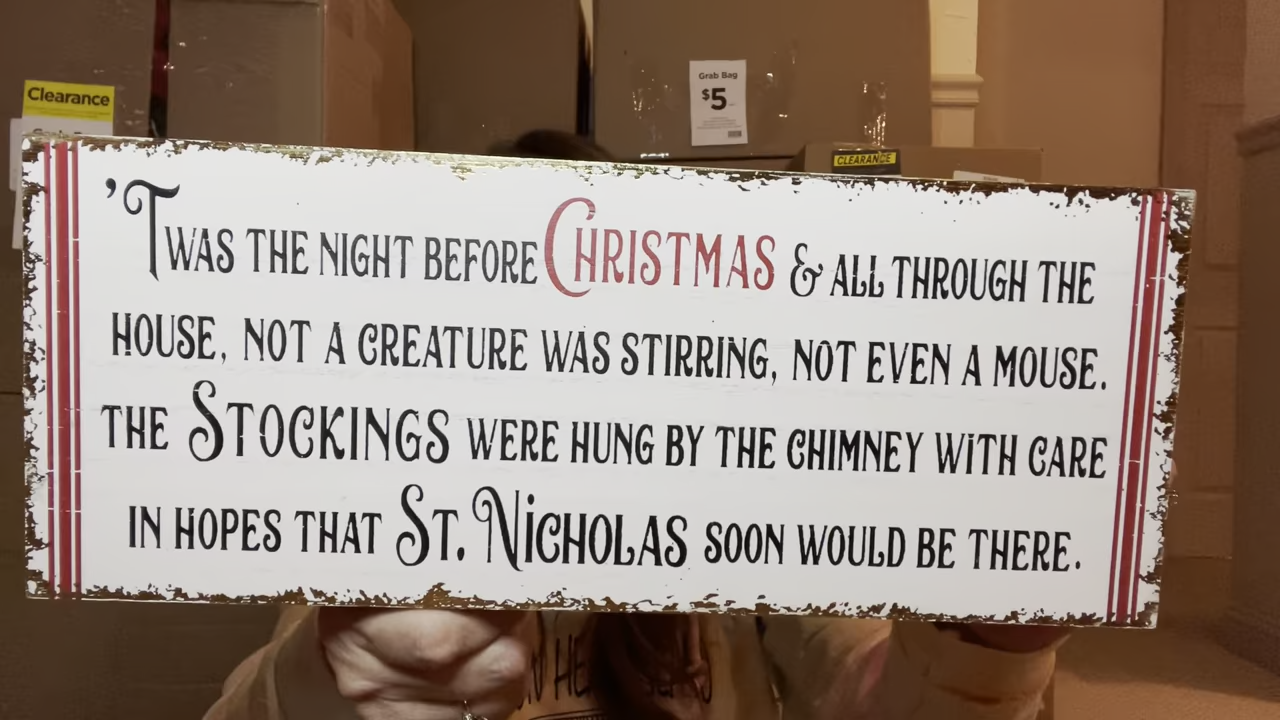 Clearance
Grab Bag
$5
CLEARANCE
'TWAS THE NIGHT BEFORE CHRISTMAS & ALL THROUGH THE
HOUSE, NOT A CREATURE WAS STIRRING, NOT EVEN A MOUSE.
THE STOCKINGS WERE HUNG BY THE CHIMNEY WITH CARE
IN HOPES THAT ST. NICHOLAS SOON WOULD BE THERE.